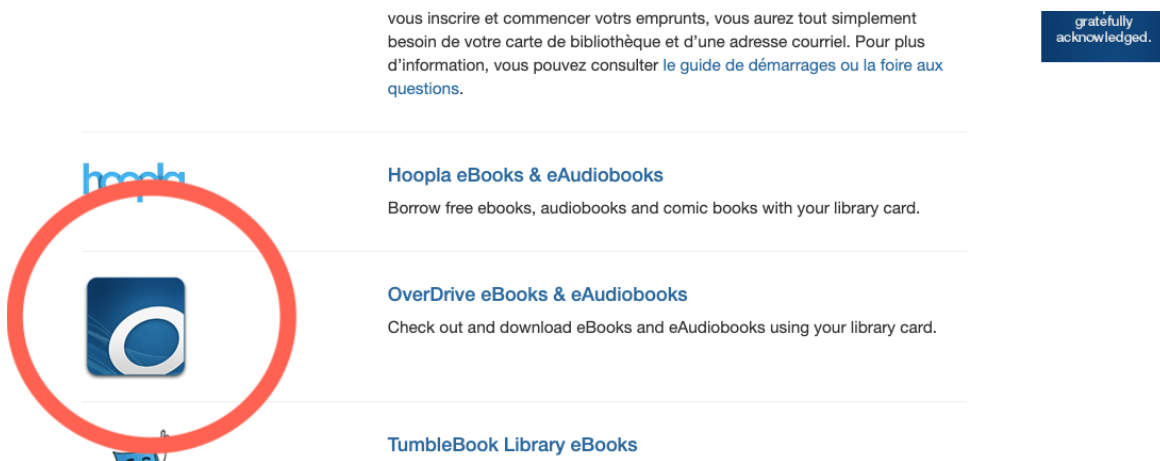 vous inscrire et commencer votrs emprunts, vous aurez tout simplement
besoin de votre carte de bibliothèque et d'une adresse courriel. Pour plus
d'information, vous pouvez consulter le guide de démarrages ou la foire aux
questions.
gratefully
acknowledged.
hoopla
Hoopla eBooks & eAudiobooks
Borrow free ebooks, audiobooks and comic books with your library card.
OverDrive eBooks & eAudiobooks
Check out and download eBooks and eAudiobooks using your library card.
TumbleBook Library eBooks